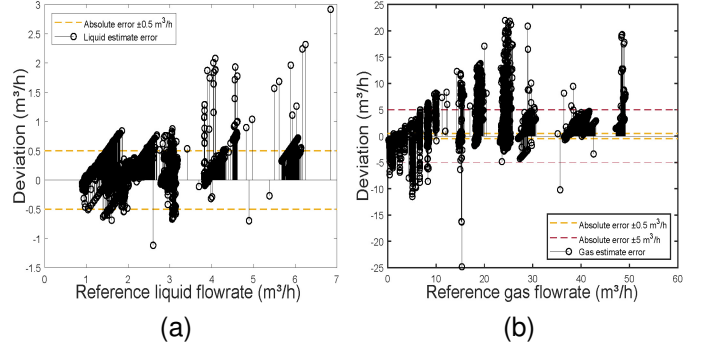 3
2.5
2
1.5
1
0.5
0
-0.5
-1
-1.5
0 1 2 3 4 5 6 7
Deviation (m³/h)
Reference liquid flowrate (m³/h)
Absolute error ±0.5 m³/h
Liquid estimate error
(a)
25
20
15
10
5
0
-5
-10
-15
-20
-25
0 10 20 30 40 50 60
Deviation (m³/h)
Reference gas flowrate (m³/h)
Absolute error ±0.5 m³/h
Absolute error ±5 m³/h
Gas estimate error
(b)